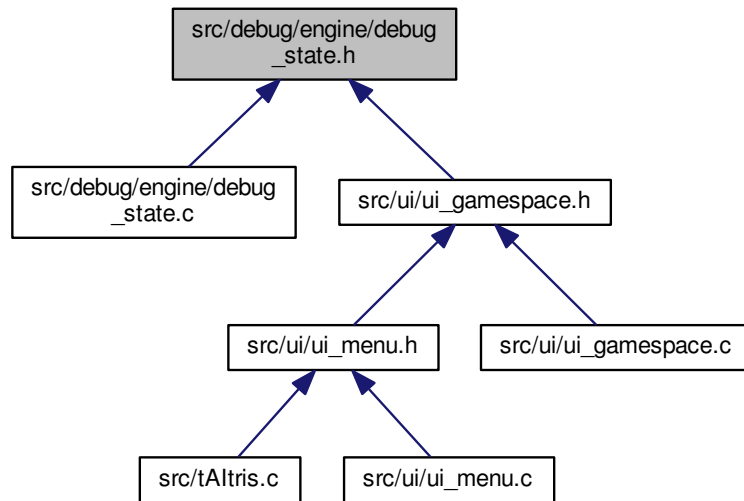 src/debug/engine/debug
_state.h
src/debug/engine/debug
_state.c
src/ui/ui_gamespace.h
src/ui/ui_menu.h
src/ui/ui_gamespace.c
src/tAltris.c
src/ui/ui_menu.c